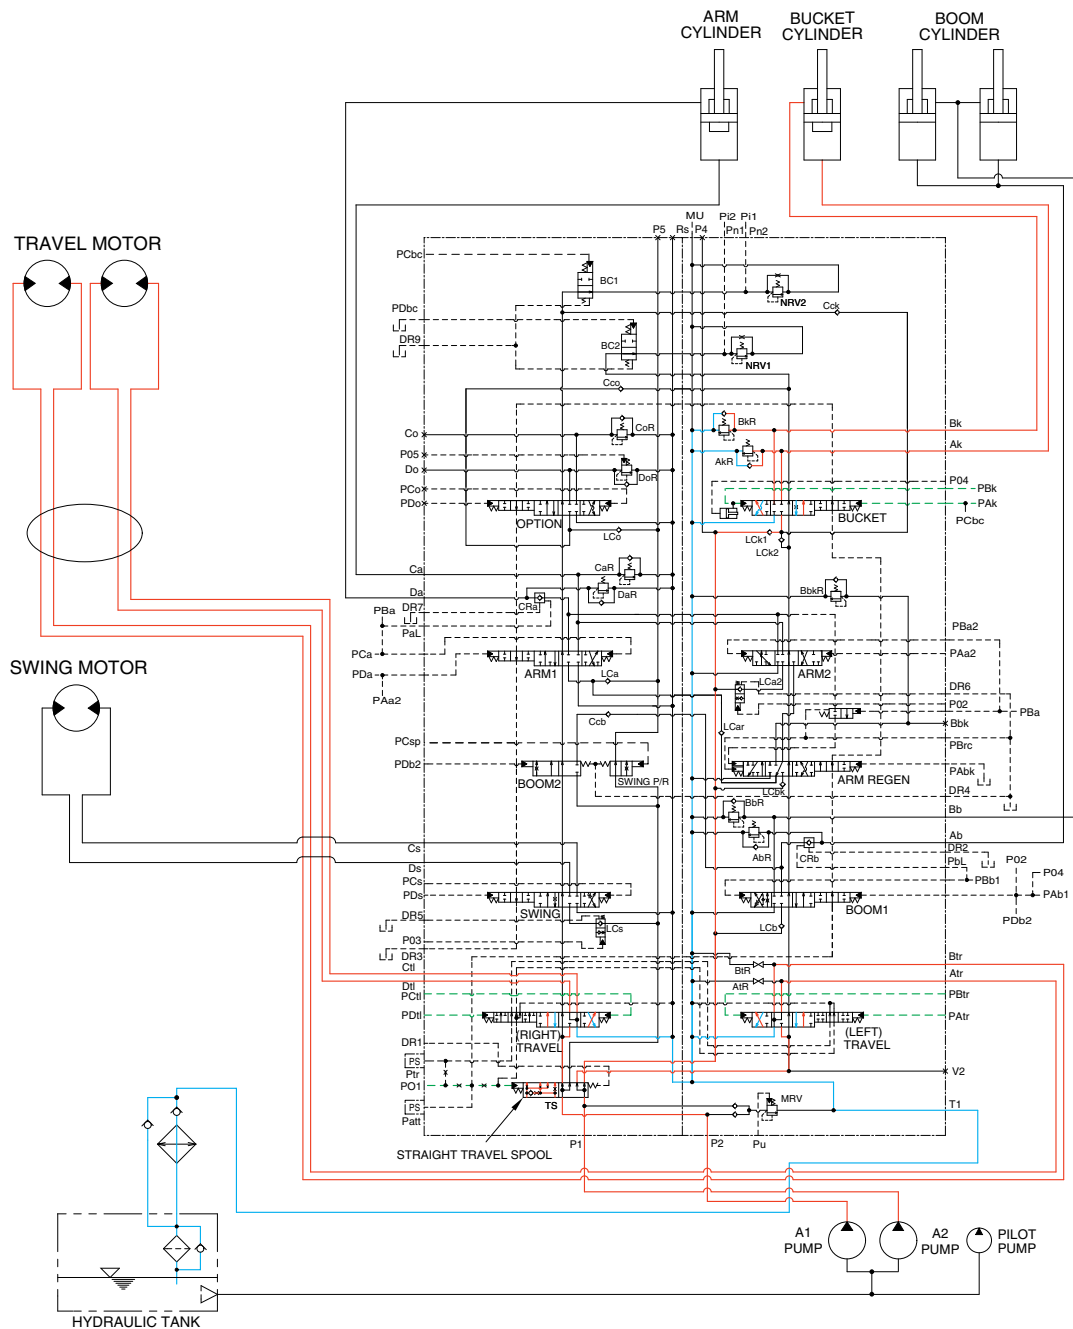 ARM
CYLINDER
BUCKET
CYLINDER
BOOM
CYLINDER
TRAVEL MOTOR
SWING MOTOR
P5
Rs
MU
P4
Pi2
Pn1
Pi1
Pn2
PCbc
BC1
NRV2
Cck
PDbc
DR9
BC2
NRV1
Cco
Co
CoR
BkR
Bk
P05
Do
DoR
AkR
Ak
PCo
PDo
OPTION
BUCKET
P04
PBk
PAk
PCbc
LCo
LCk1
LCk2
Ca
CaR
Da
DaR
CRa
BbkR
PBa
DR7
PaL
PCa
PDa
PAa2
ARM1
ARM2
PBa2
PAa2
LCa
LCa2
DR6
P02
PBa
Ccb
LCar
Bbk
PCsp
PDb2
BOOM2
SWING P/R
ARM REGEN
PBrc
PAbk
LCbk
DR4
BbR
Bb
AbR
CRb
Ab
DR2
PbL
P02
P04
Cs
Ds
PCs
PDs
SWING
BOOM1
PBb1
PAb1
PDb2
DR5
LCs
LCb
P03
DR3
Ctl
BtR
Btr
AtR
Atr
Dtl
PCtl
PDtl
PBtr
PAtr
(RIGHT)
TRAVEL
(LEFT)
TRAVEL
DR1
PS
Ptr
PO1
PS
Patt
TS
V2
MRV
T1
P1
P2
Pu
STRAIGHT TRAVEL SPOOL
A1
PUMP
A2
PUMP
PILOT
PUMP
HYDRAULIC TANK